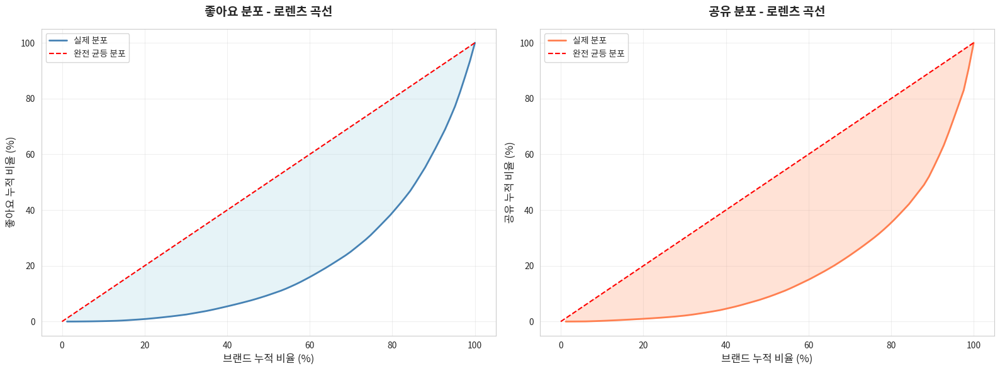 좋아요 분포 - 로렌츠 곡선
실제 분포
완전 균등 분포
좋아요 누적 비율 (%)
100
80
60
40
20
0
0 20 40 60 80 100
브랜드 누적 비율 (%)
공유 분포 - 로렌츠 곡선
실제 분포
완전 균등 분포
공유 누적 비율 (%)
100
80
60
40
20
0
0 20 40 60 80 100
브랜드 누적 비율 (%)